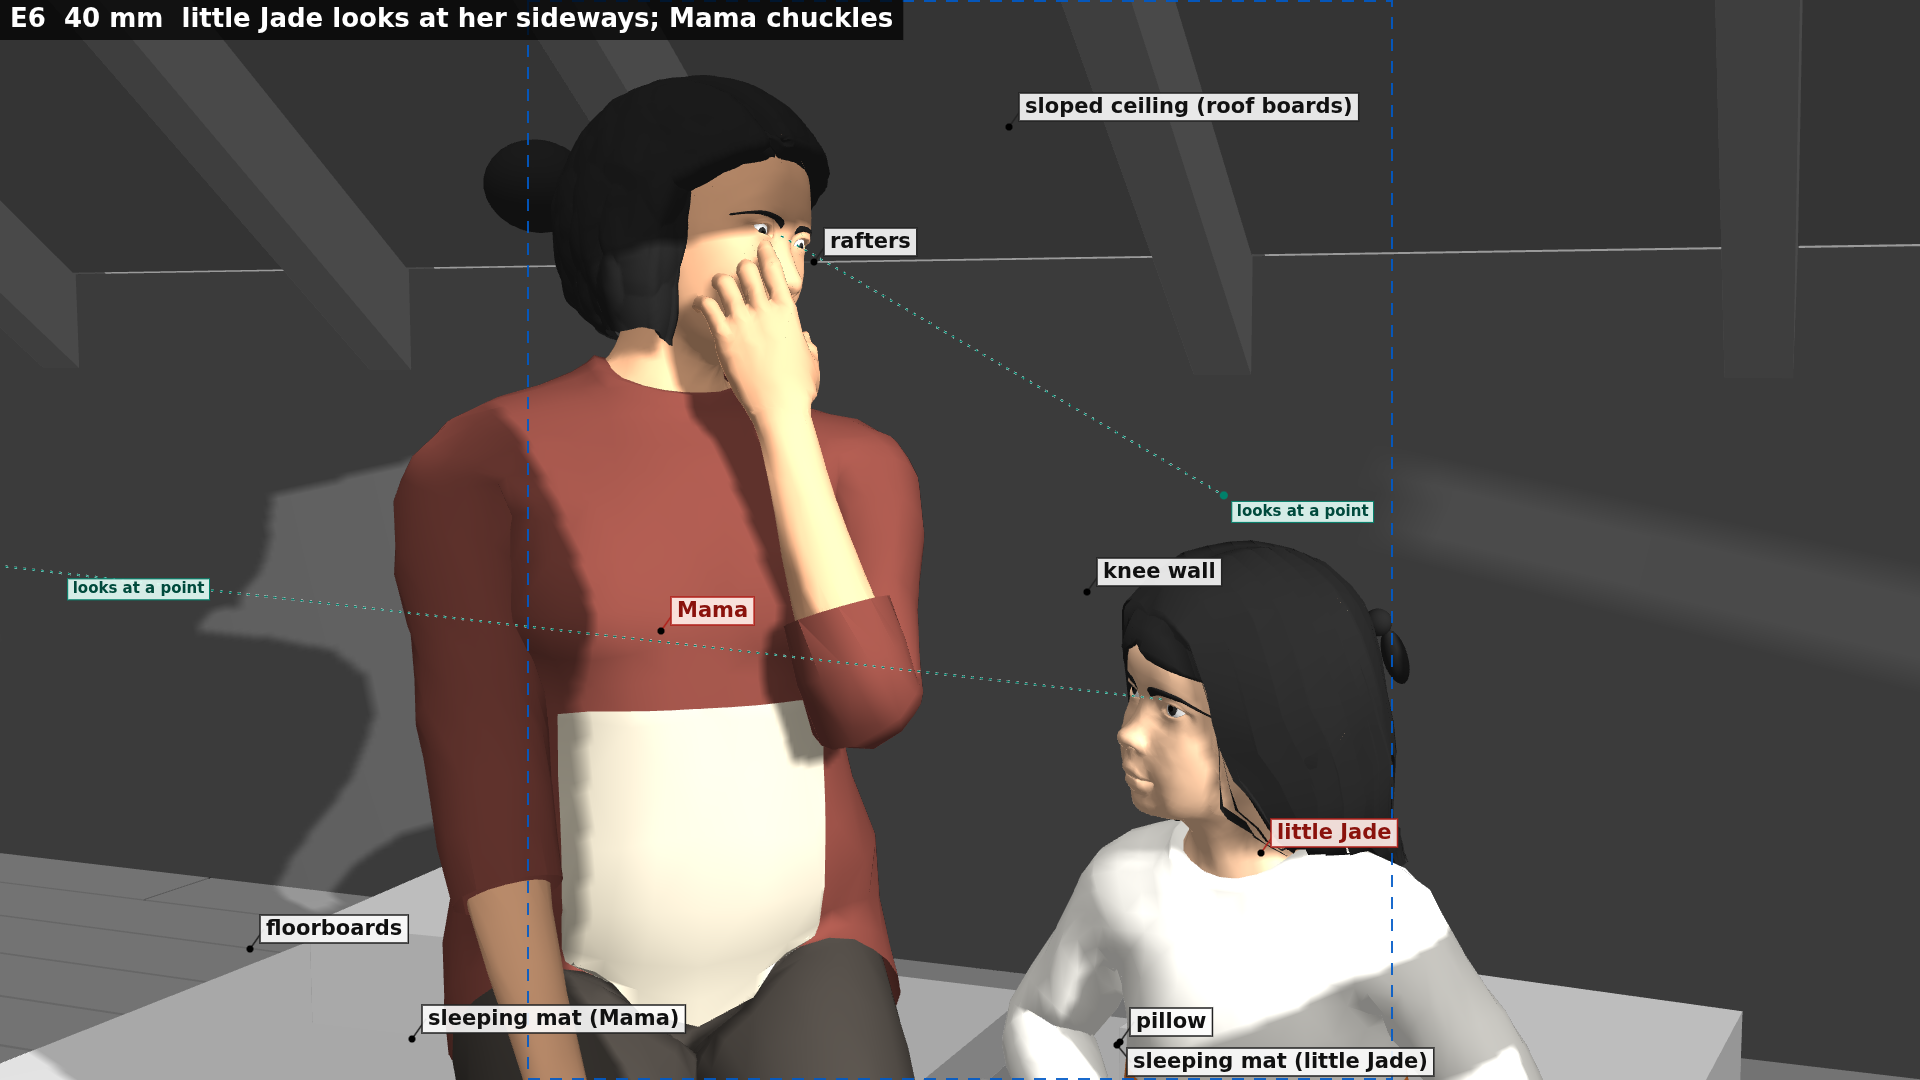 E6  40 mm  little Jade looks at her sideways; Mama chuckles
sloped ceiling (roof boards)
rafters
looks at a point
knee wall
looks at a point
Mama
little Jade
floorboards
sleeping mat (Mama)
pillow
sleeping mat (little Jade)